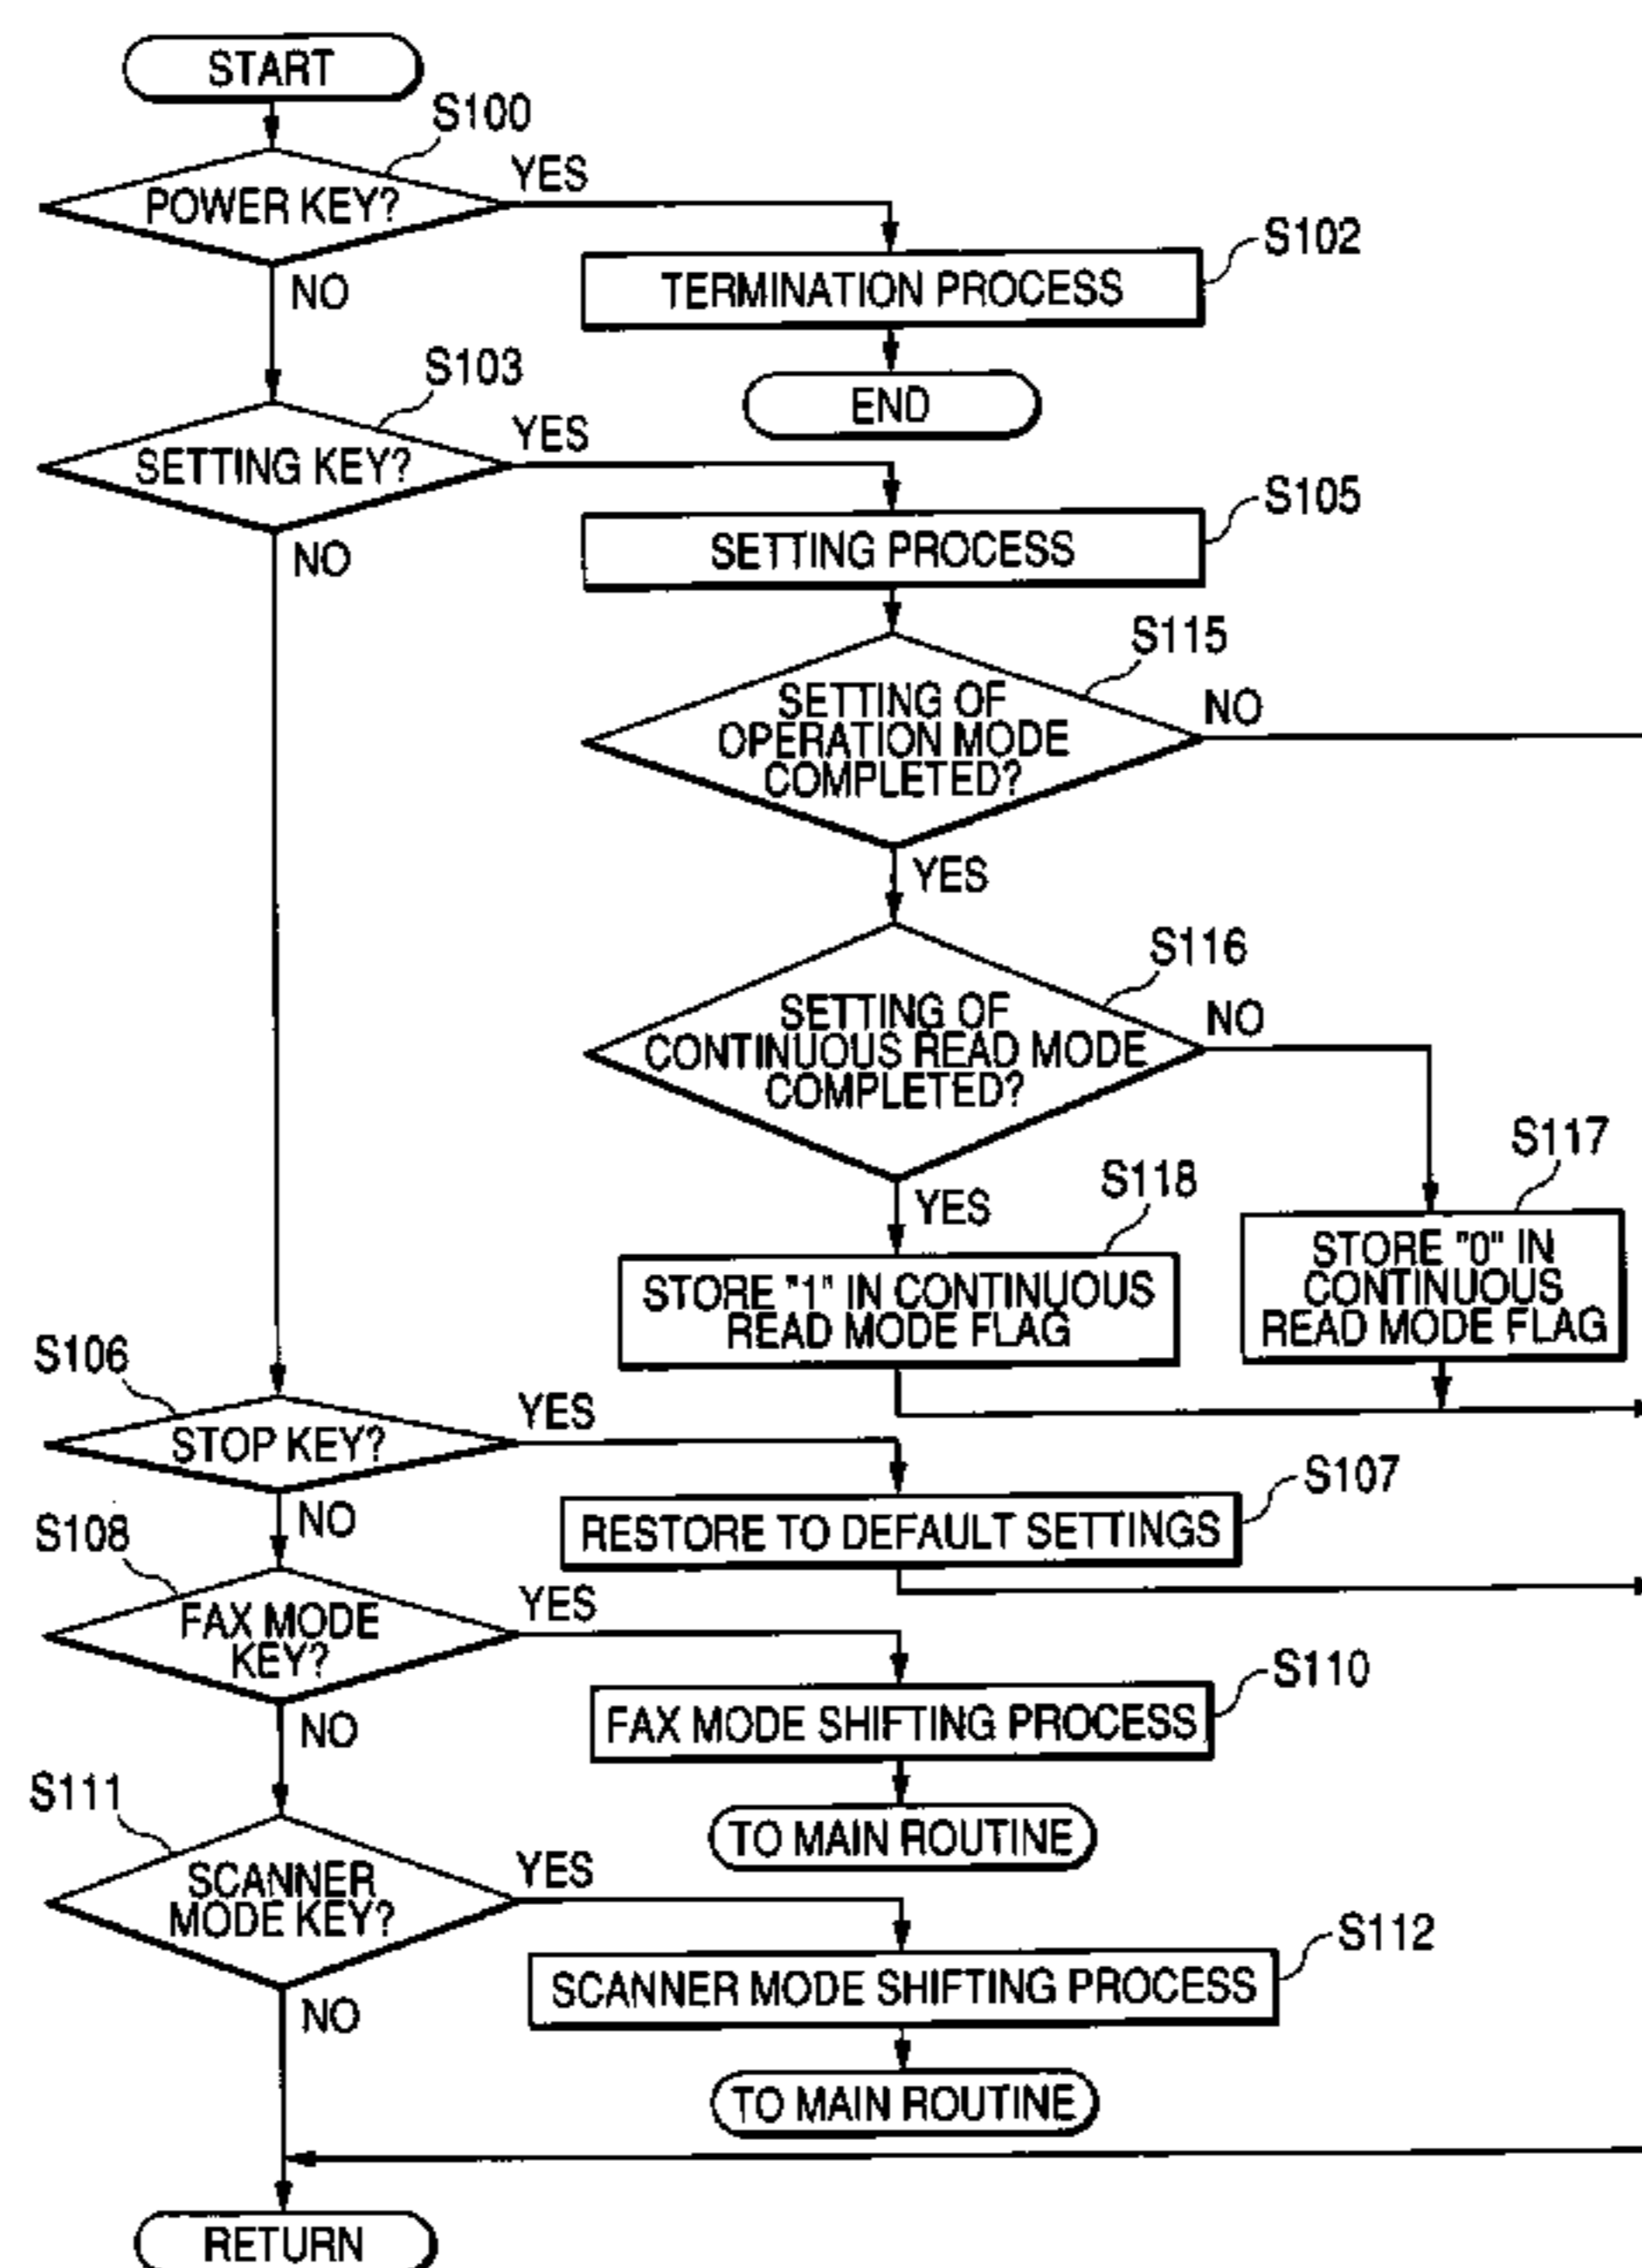 START
S100
POWER KEY?
YES
NO
S102
TERMINATION PROCESS
END
S103
SETTING KEY?
YES
NO
S105
SETTING PROCESS
S115
SETTING OF
OPERATION MODE
COMPLETED?
NO
YES
S116
SETTING OF
CONTINUOUS READ MODE
COMPLETED?
NO
YES
S117
STORE "0" IN
CONTINUOUS
READ MODE FLAG
S118
STORE "1" IN CONTINUOUS
READ MODE FLAG
S106
STOP KEY?
YES
NO
S107
RESTORE TO DEFAULT SETTINGS
S108
FAX MODE
KEY?
YES
NO
S110
FAX MODE SHIFTING PROCESS
TO MAIN ROUTINE
S111
SCANNER
MODE KEY?
YES
NO
S112
SCANNER MODE SHIFTING PROCESS
TO MAIN ROUTINE
RETURN